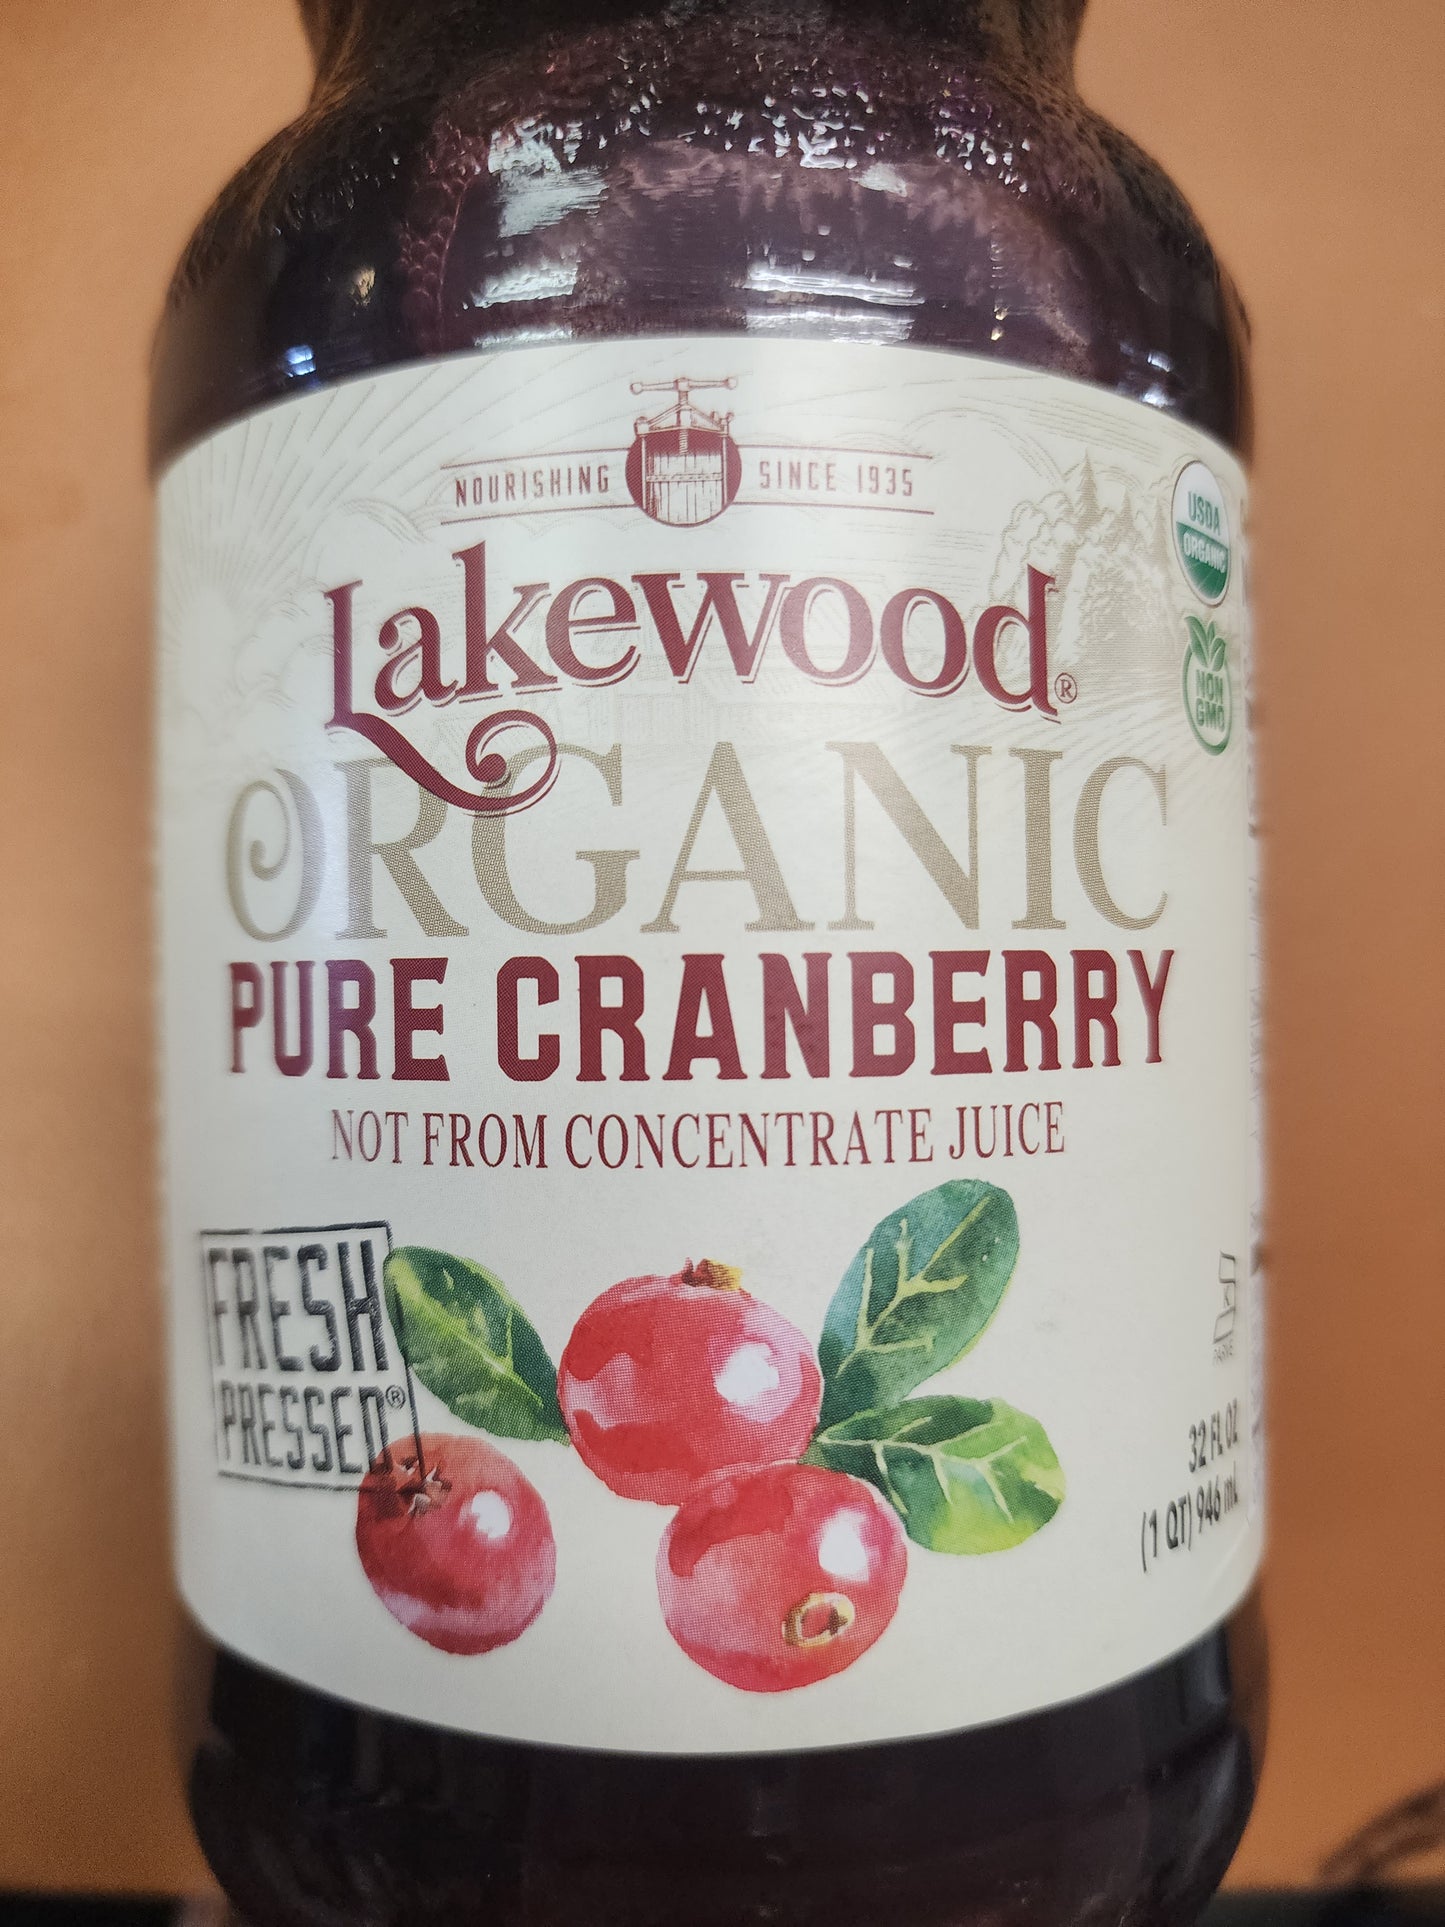 NOURISHING SINCE 1935
Lakewood®
ORGANIC
PURE CRANBERRY
NOT FROM CONCENTRATE JUICE
USDA
ORGANIC
NON
GMO
FRESH
PRESSED®
PARVE
32 FL OZ
(1 QT) 946 mL